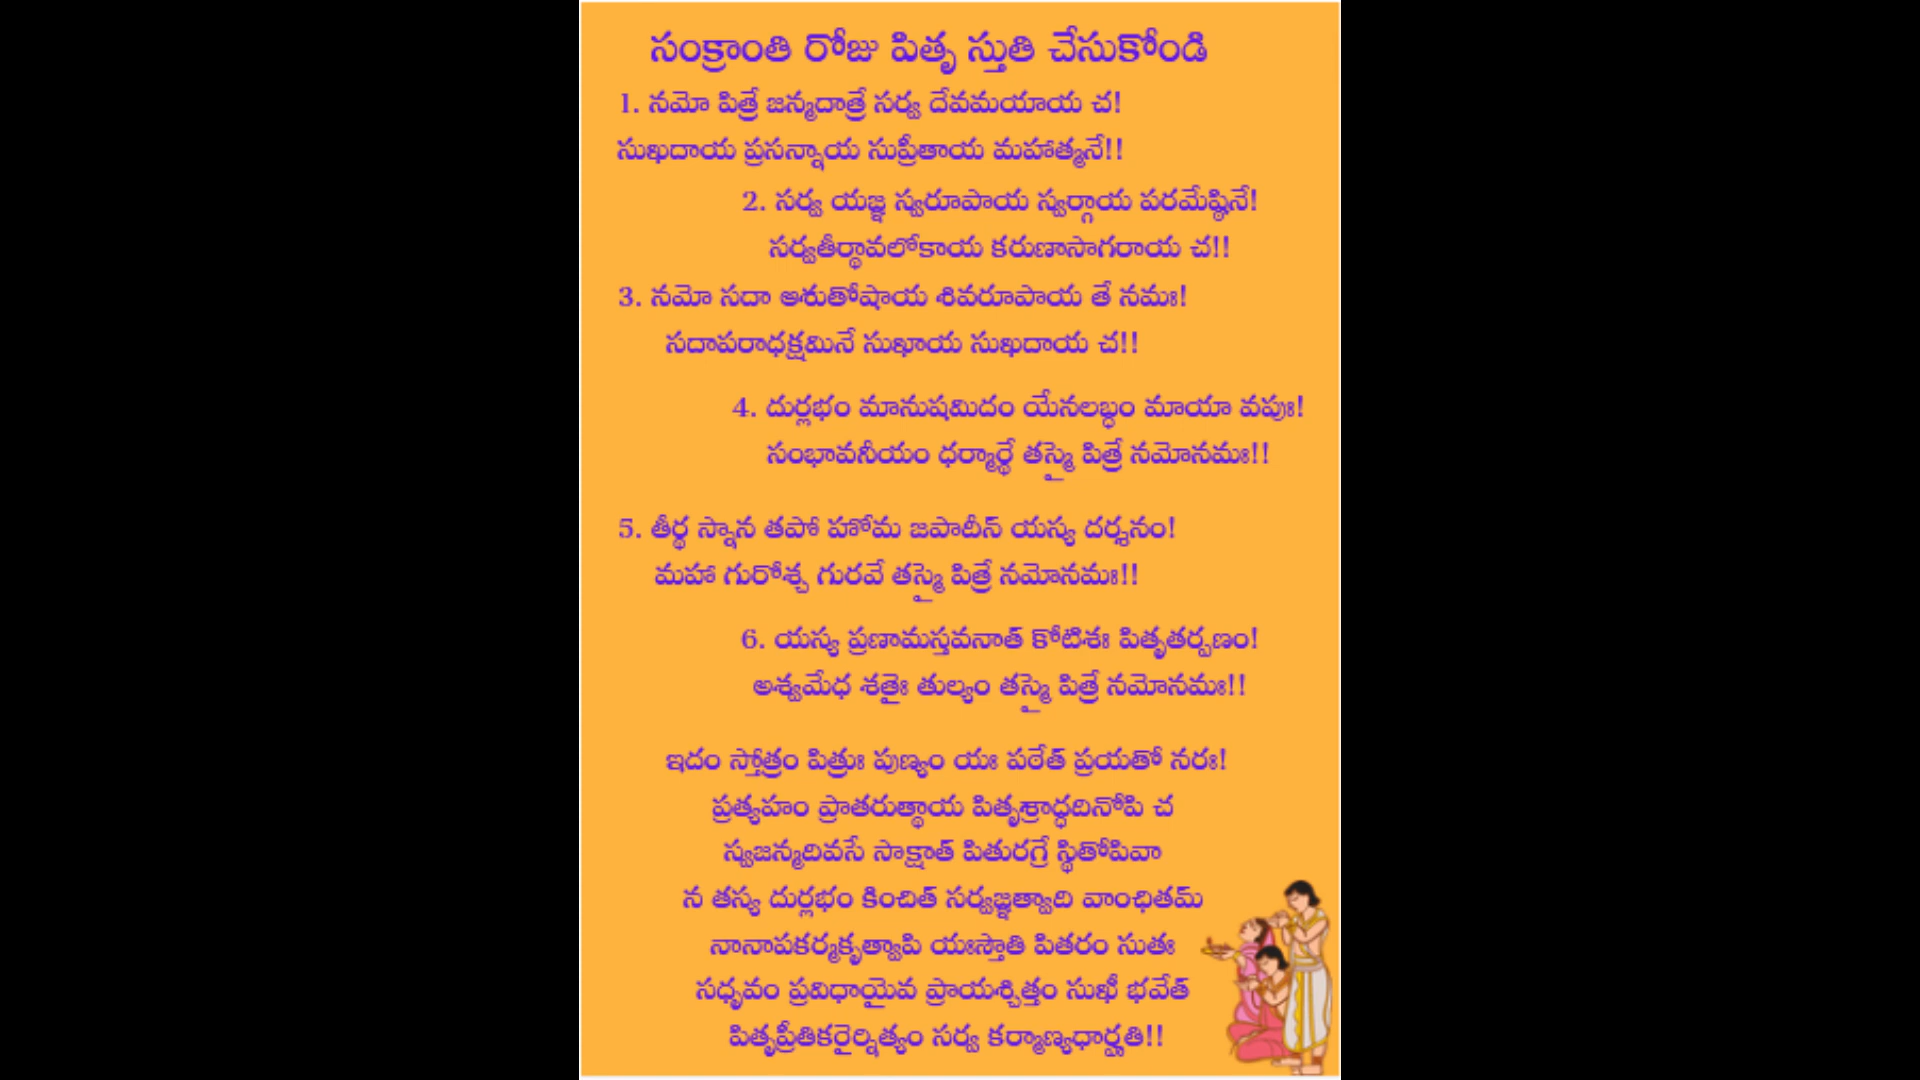 సంక్రాంతి రోజు పితృ స్తుతి చేసుకోండి
1. నమో పిత్రే జన్మదాత్రే సర్వ దేవమయాయ చ!
సుఖదాయ ప్రసన్నాయ సుప్రీతాయ మహాత్మనే!!
2. సర్వ యజ్ఞ స్వరూపాయ స్వర్గాయ పరమేష్ఠినే!
సర్వతీర్థావలోకాయ కరుణాసాగరాయ చ!!
3. నమో సదా ఆశుతోషాయ శివరూపాయ తే నమః!
సదాపరాధక్షమినే సుఖాయ సుఖదాయ చ!!
4. దుర్లభం మానుషమిదం యేనలబ్ధం మాయా వపుః!
సంభావనీయం ధర్మార్థే తస్మై పిత్రే నమోనమః!!
5. తీర్థ స్నాన తపో హోమ జపాదీన్ యస్య దర్శనం!
మహా గురోశ్చ గురవే తస్మై పిత్రే నమోనమః!!
6. యస్య ప్రణామస్తవనాత్ కోటిశః పితృతర్పణం!
అశ్వమేధ శతైః తుల్యం తస్మై పిత్రే నమోనమః!!
ఇదం స్తోత్రం పిత్రుః పుణ్యం యః పఠేత్ ప్రయతో నరః!
ప్రత్యహం ప్రాతరుత్థాయ పితృశ్రాద్ధదినోపి చ
స్వజన్మదివసే సాక్షాత్ పితురగ్రే స్థితోపివా
న తస్య దుర్లభం కించిత్ సర్వజ్ఞత్వాది వాంఛితమ్
నానాపకర్మకృత్వాపి యఃస్తౌతి పితరం సుతః
సధృవం ప్రవిధాయైవ ప్రాయశ్చిత్తం సుఖీ భవేత్
పితృప్రీతికరైర్నిత్యం సర్వ కర్మాణ్యధార్హతి!!